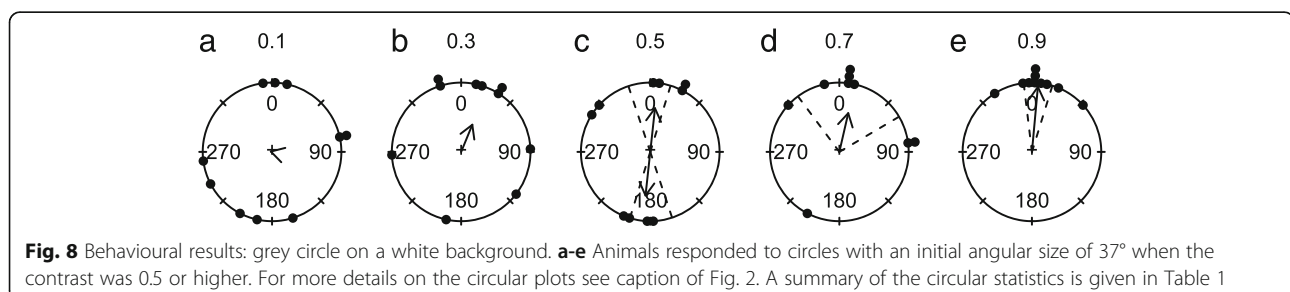 a 0.1 b 0.3 c 0.5 d 0.7 e 0.9
0 0 0 0 0
270 90 270 90 270 90 270 90 270 90
180 180 180 180 180
Fig. 8 Behavioural results: grey circle on a white background. a-e Animals responded to circles with an initial angular size of 37° when the
contrast was 0.5 or higher. For more details on the circular plots see caption of Fig. 2. A summary of the circular statistics is given in Table 1